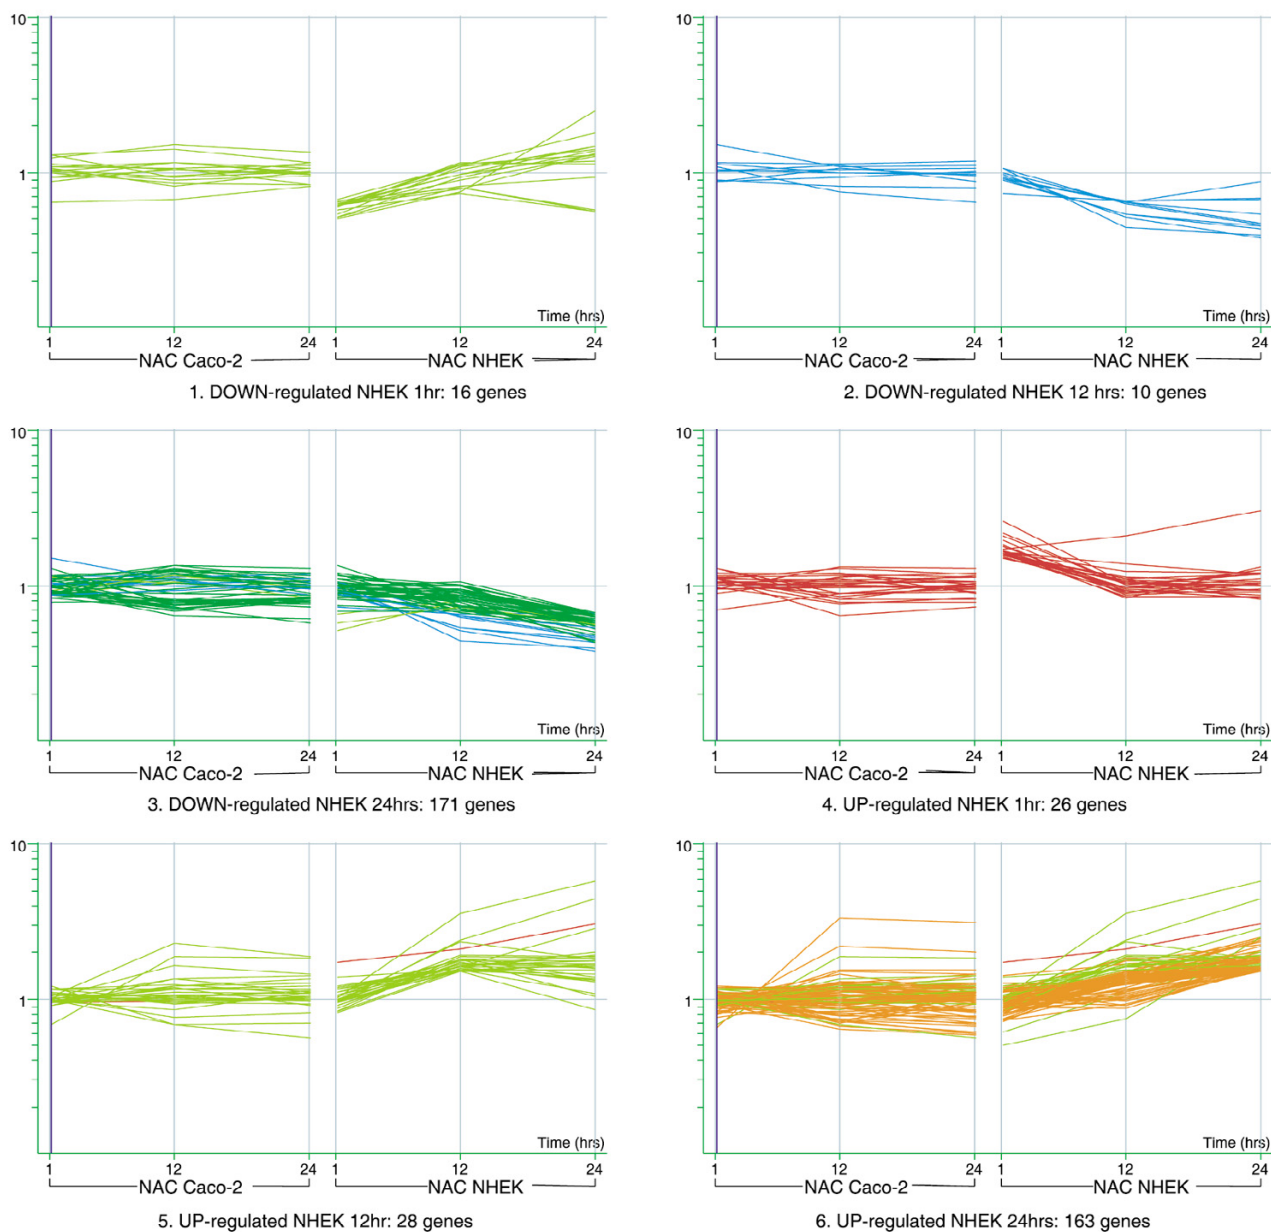 10
1
Time (hrs)
1 12 24 1 12 24
NAC Caco-2 NAC NHEK
1. DOWN-regulated NHEK 1hr: 16 genes
10
1
Time (hrs)
1 12 24 1 12 24
NAC Caco-2 NAC NHEK
2. DOWN-regulated NHEK 12 hrs: 10 genes
10
1
Time (hrs)
1 12 24 1 12 24
NAC Caco-2 NAC NHEK
3. DOWN-regulated NHEK 24hrs: 171 genes
10
1
Time (hrs)
1 12 24 1 12 24
NAC Caco-2 NAC NHEK
4. UP-regulated NHEK 1hr: 26 genes
10
1
Time (hrs)
1 12 24 1 12 24
NAC Caco-2 NAC NHEK
5. UP-regulated NHEK 12hr: 28 genes
10
1
Time (hrs)
1 12 24 1 12 24
NAC Caco-2 NAC NHEK
6. UP-regulated NHEK 24hrs: 163 genes